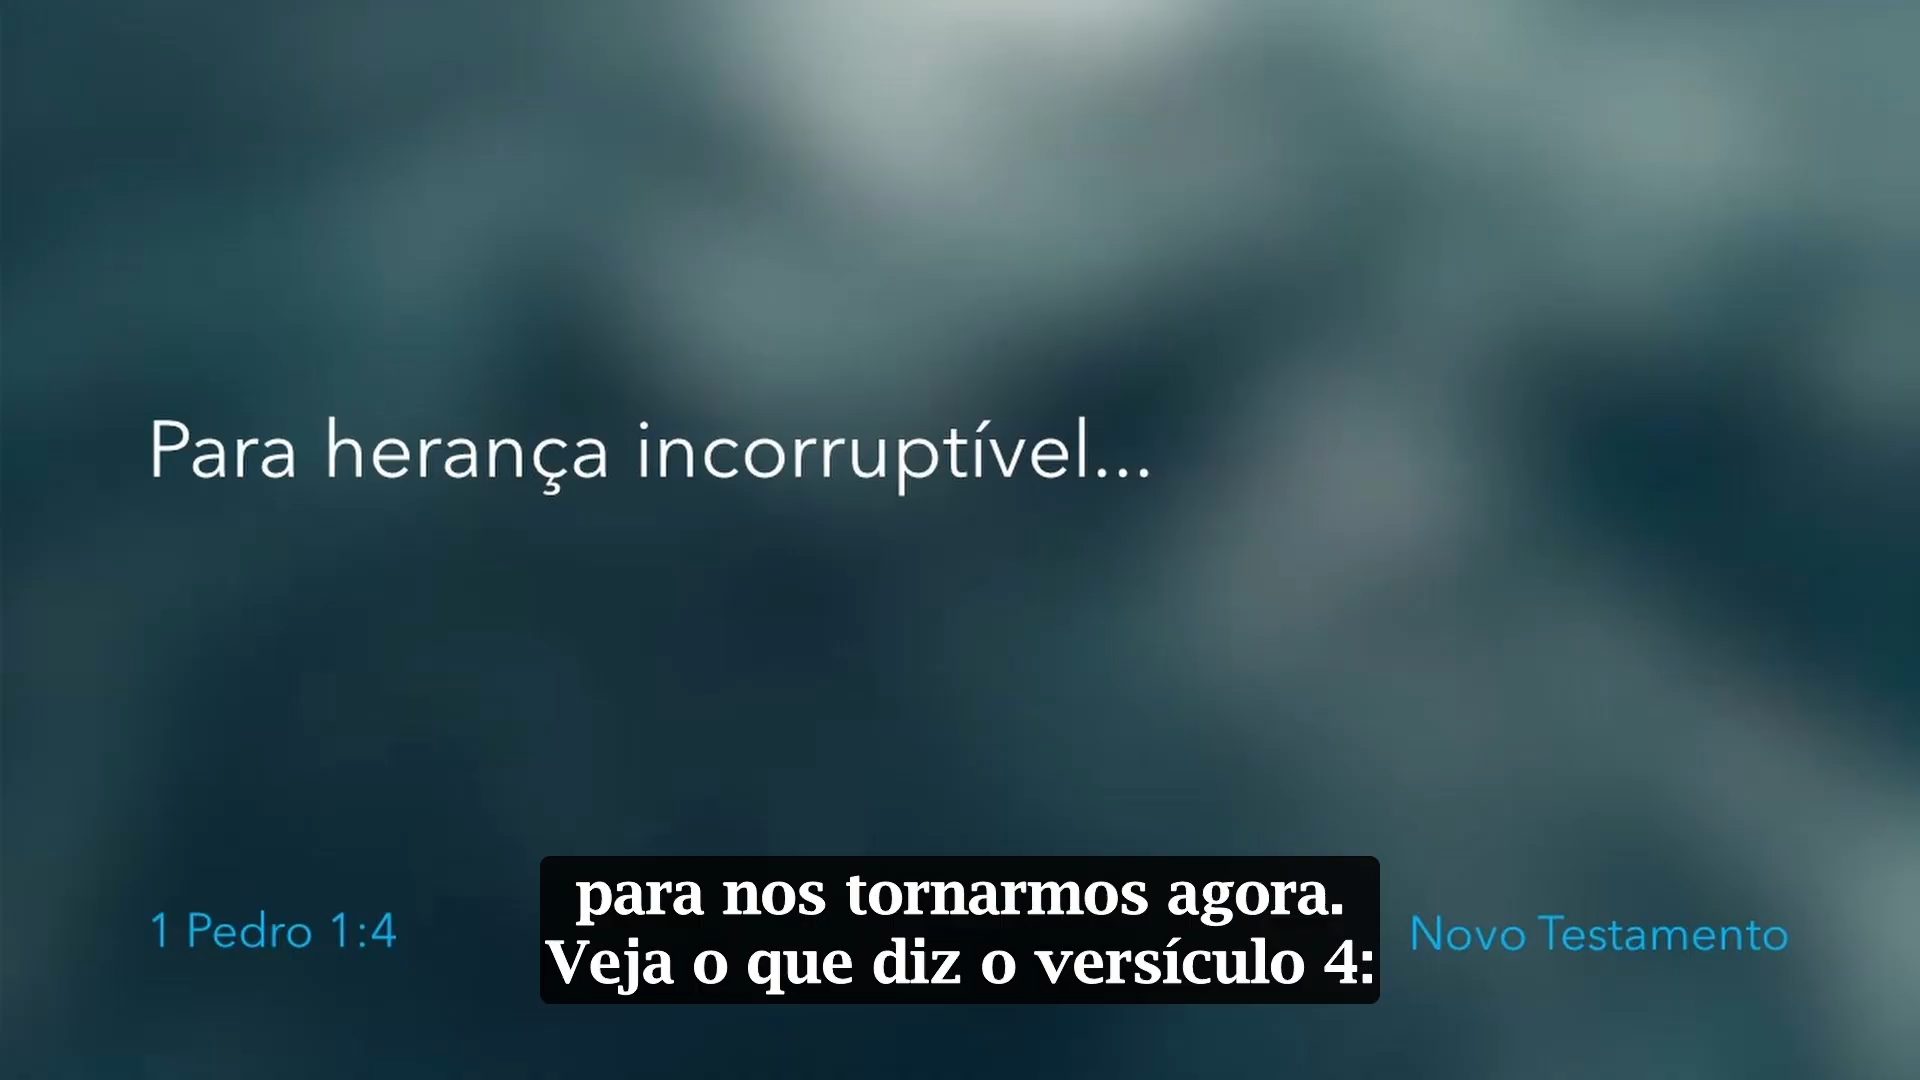 Para herança incorruptível...
1 Pedro 1:4
para nos tornarmos agora.
Veja o que diz o versículo 4:
Novo Testamento